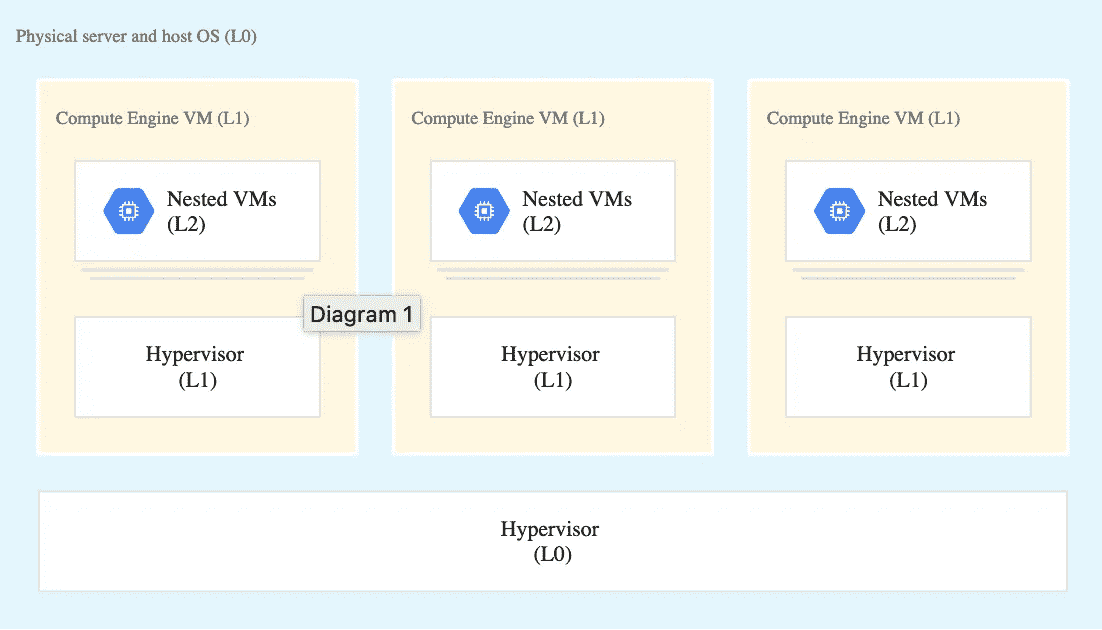 Physical server and host OS (L0)
Compute Engine VM (L1)
Nested VMs
(L2)
Hypervisor
(L1)
Compute Engine VM (L1)
Nested VMs
(L2)
Hypervisor
(L1)
Compute Engine VM (L1)
Nested VMs
(L2)
Hypervisor
(L1)
Diagram 1
Hypervisor
(L0)